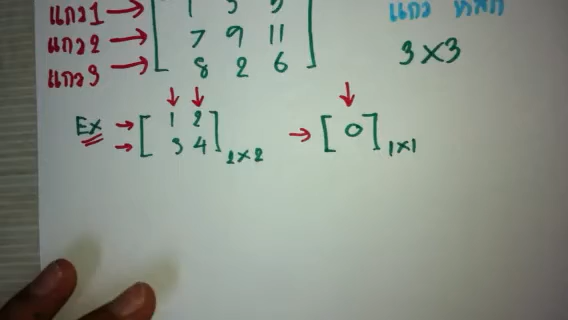 แถว1 → [ 1 3 5
แถว2 → 7 9 11
แถว3 → 8 2 6 ]
แถว หลัก
3×3
Ex → [ 1 2
→ 3 4 ] 2×2
→ [ 0 ] 1×1